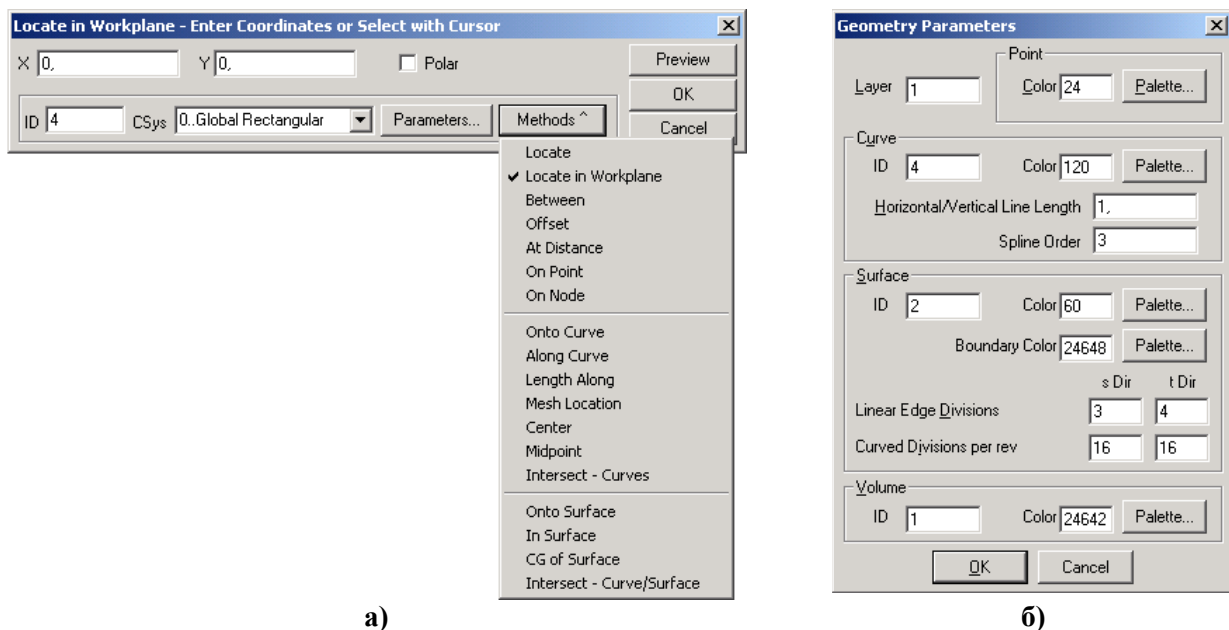 Locate in Workplane - Enter Coordinates or Select with Cursor
X 0, Y 0, Polar Preview
OK
ID 4 CSys 0..Global Rectangular Parameters... Methods ^ Cancel
Locate
Locate in Workplane
Between
Offset
At Distance
On Point
On Node
Onto Curve
Along Curve
Length Along
Mesh Location
Center
Midpoint
Intersect - Curves
Onto Surface
In Surface
CG of Surface
Intersect - Curve/Surface
а)
Geometry Parameters
Point
Layer 1 Color 24 Palette...
Curve
ID 4 Color 120 Palette...
Horizontal/Vertical Line Length 1,
Spline Order 3
Surface
ID 2 Color 60 Palette...
Boundary Color 24648 Palette...
s Dir t Dir
Linear Edge Divisions 3 4
Curved Divisions per rev 16 16
Volume
ID 1 Color 24642 Palette...
OK Cancel
б)